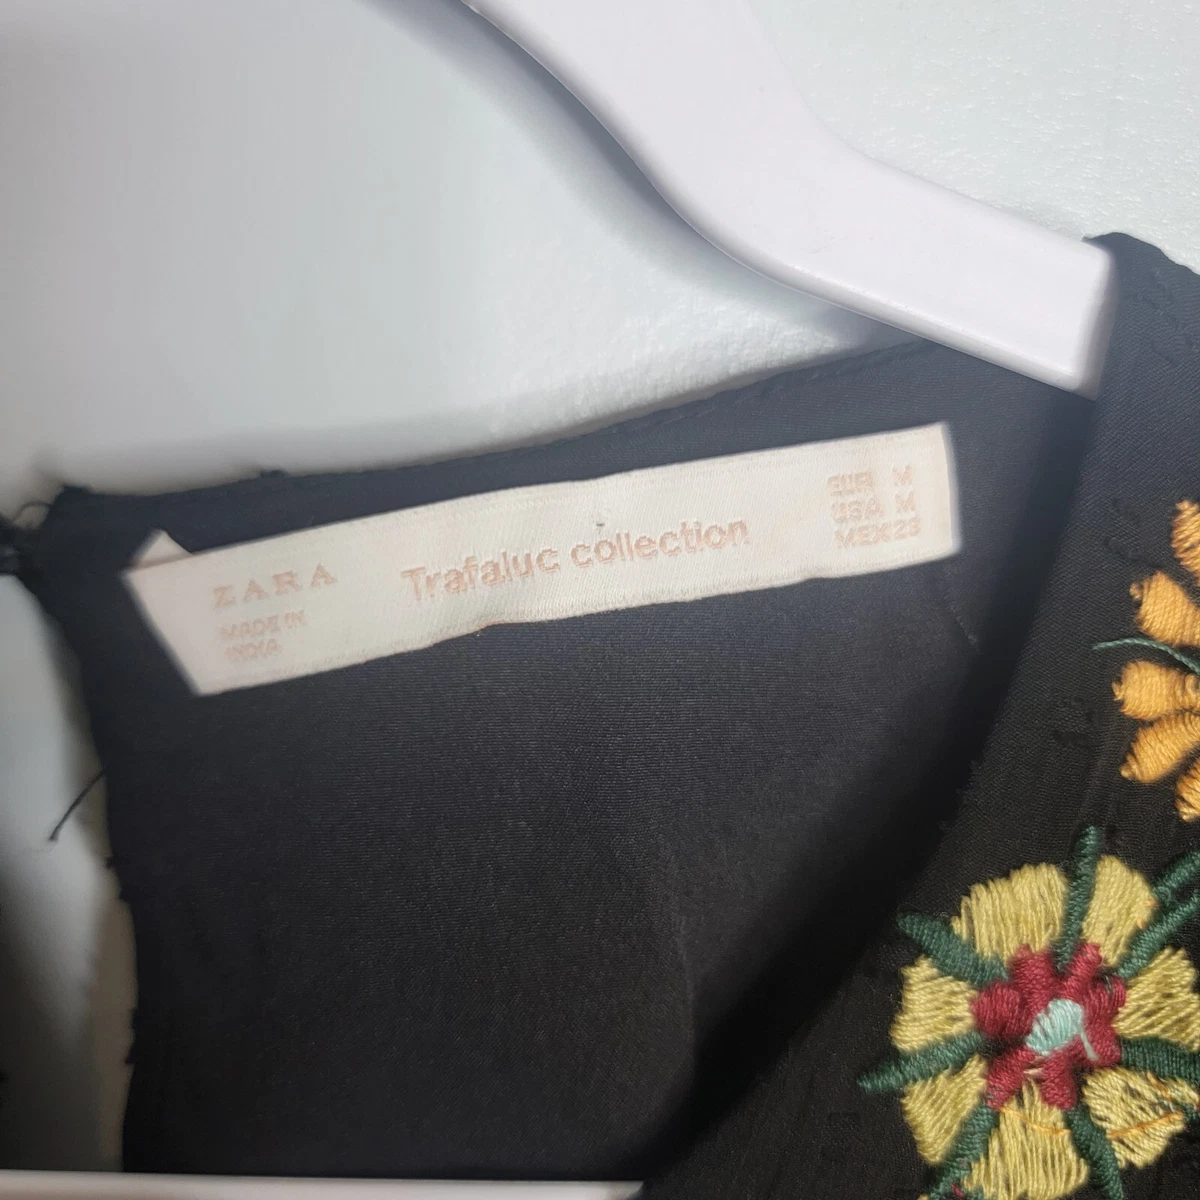 ZARA
MADE IN
INDIA
Trafaluc collection
EUR M
USA M
MEX 28